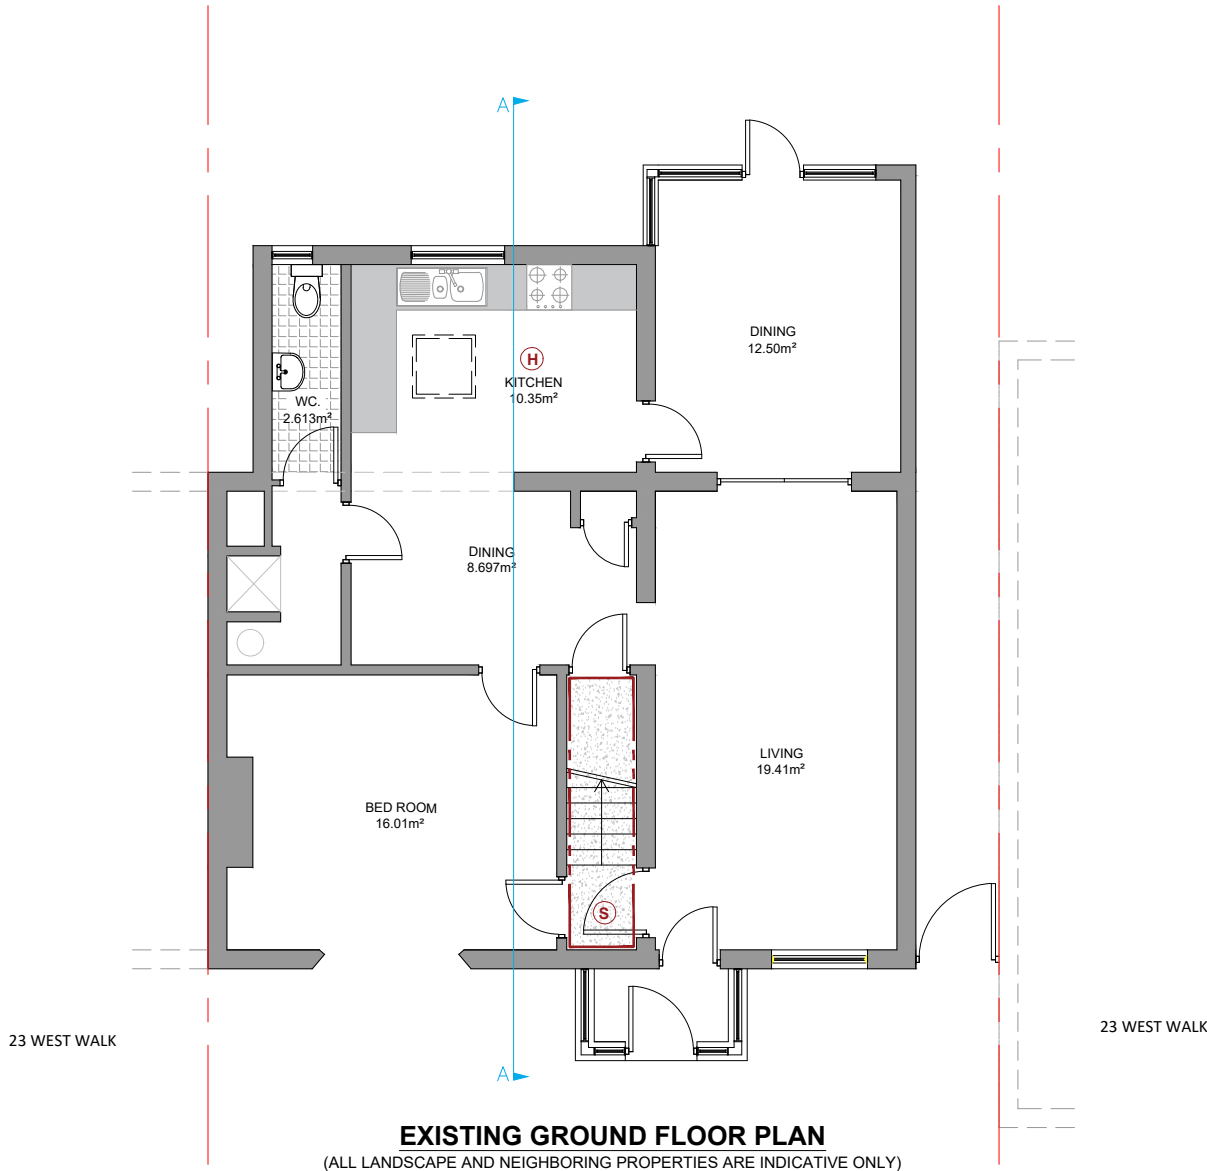 A
DINING
12.50m²
H
KITCHEN
10.35m²
WC.
2.613m²
DINING
8.697m²
LIVING
19.41m²
BED ROOM
16.01m²
S
23 WEST WALK
23 WEST WALK
A
EXISTING GROUND FLOOR PLAN
(ALL LANDSCAPE AND NEIGHBORING PROPERTIES ARE INDICATIVE ONLY)